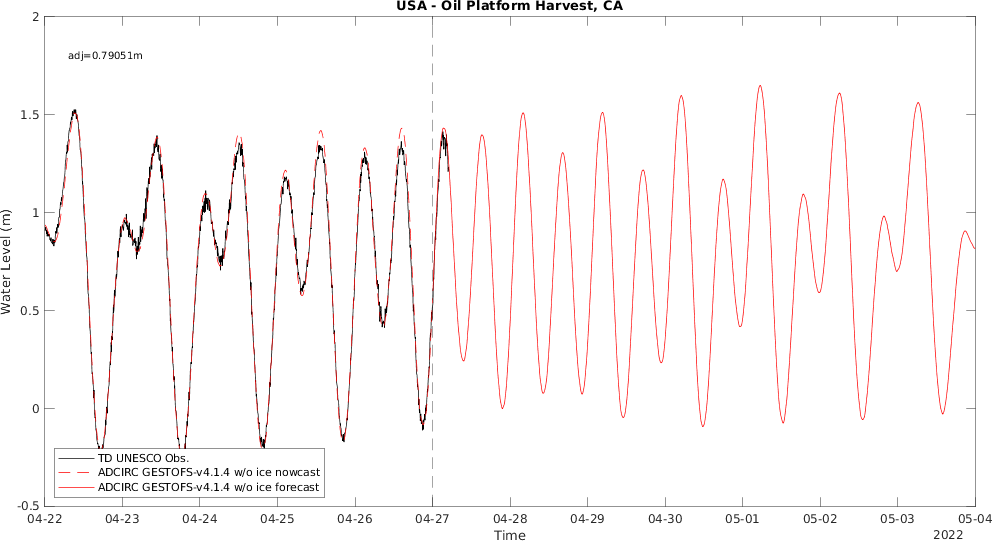 USA - Oil Platform Harvest, CA
2
adj=0.79051m
1.5
1
Water Level (m)
0.5
0
-0.5
TD UNESCO Obs.
ADCIRC GESTOFS-v4.1.4 w/o ice nowcast
ADCIRC GESTOFS-v4.1.4 w/o ice forecast
04-22 04-23 04-24 04-25 04-26 04-27 04-28 04-29 04-30 05-01 05-02 05-03 05-04
Time
2022